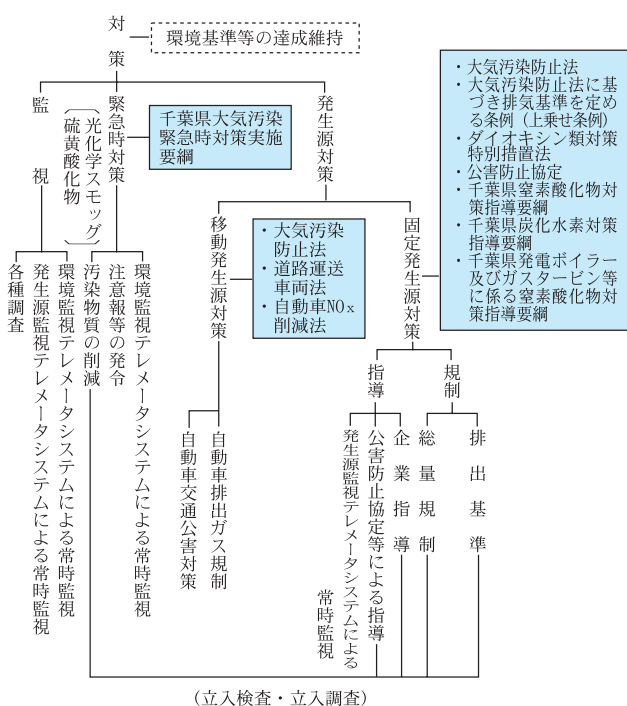 対策
環境基準等の達成維持
発生源対策
緊急時対策
〔光化学スモッグ
硫黄酸化物〕
監視
千葉県大気汚染
緊急時対策実施
要綱
・大気汚染防止法
・大気汚染防止法に基
づき排気基準を定め
る条例（上乗せ条例）
・ダイオキシン類対策
特別措置法
・公害防止協定
・千葉県窒素酸化物対
策指導要綱
・千葉県炭化水素対策
指導要綱
・千葉県発電ボイラー
及びガスタービン等
に係る窒素酸化物対
策指導要綱
固定発生源対策
移動発生源対策
・大気汚染
防止法
・道路運送
車両法
・自動車NOx
削減法
規制
指導
排出基準
総量規制
企業指導
公害防止協定等による指導
発生源監視テレメータシステムによる
常時監視
自動車排出ガス規制
自動車交通公害対策
環境監視テレメータシステムによる常時監視
注意報等の発令
汚染物質の削減
環境監視テレメータシステムによる常時監視
発生源監視テレメータシステムによる常時監視
各種調査
（立入検査・立入調査）